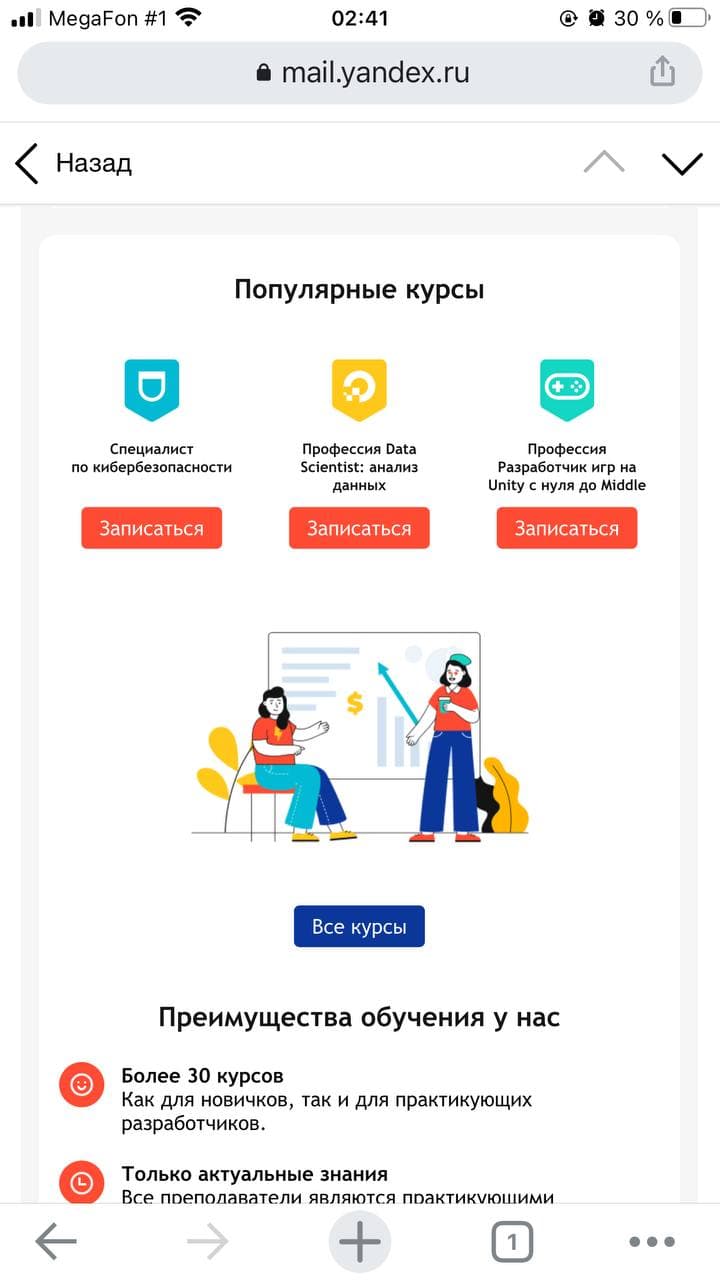 MegaFon #1 02:41 30 %
mail.yandex.ru
Назад
Популярные курсы
Специалист
по кибербезопасности
Профессия Data
Scientist: анализ
данных
Профессия
Разработчик игр на
Unity с нуля до Middle
Записаться
Записаться
Записаться
$
Все курсы
Преимущества обучения у нас
Более 30 курсов
Как для новичков, так и для практикующих
разработчиков.
Только актуальные знания
Все преподаватели являются практикующими
1